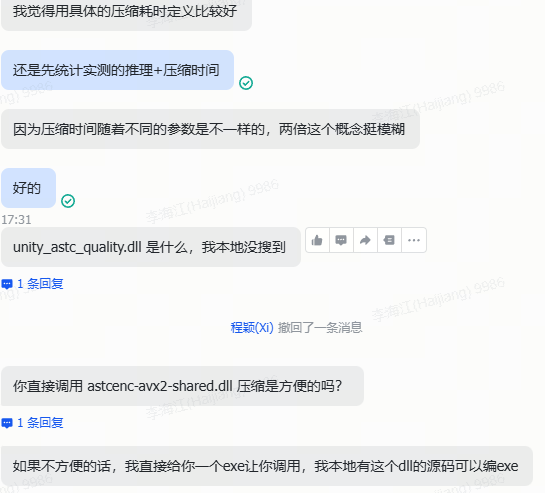 我觉得用具体的压缩耗时定义比较好
还是先统计实测的推理+压缩时间
因为压缩时间随着不同的参数是不一样的，两倍这个概念挺模糊
好的
17:31
unity_astc_quality.dll 是什么，我本地没搜到
1 条回复
程颖(Xi) 撤回了一条消息
你直接调用 astcenc-avx2-shared.dll 压缩是方便的吗？
1 条回复
如果不方便的话，我直接给你一个exe让你调用，我本地有这个dll的源码可以编exe
李海江(Haijiang) 9986